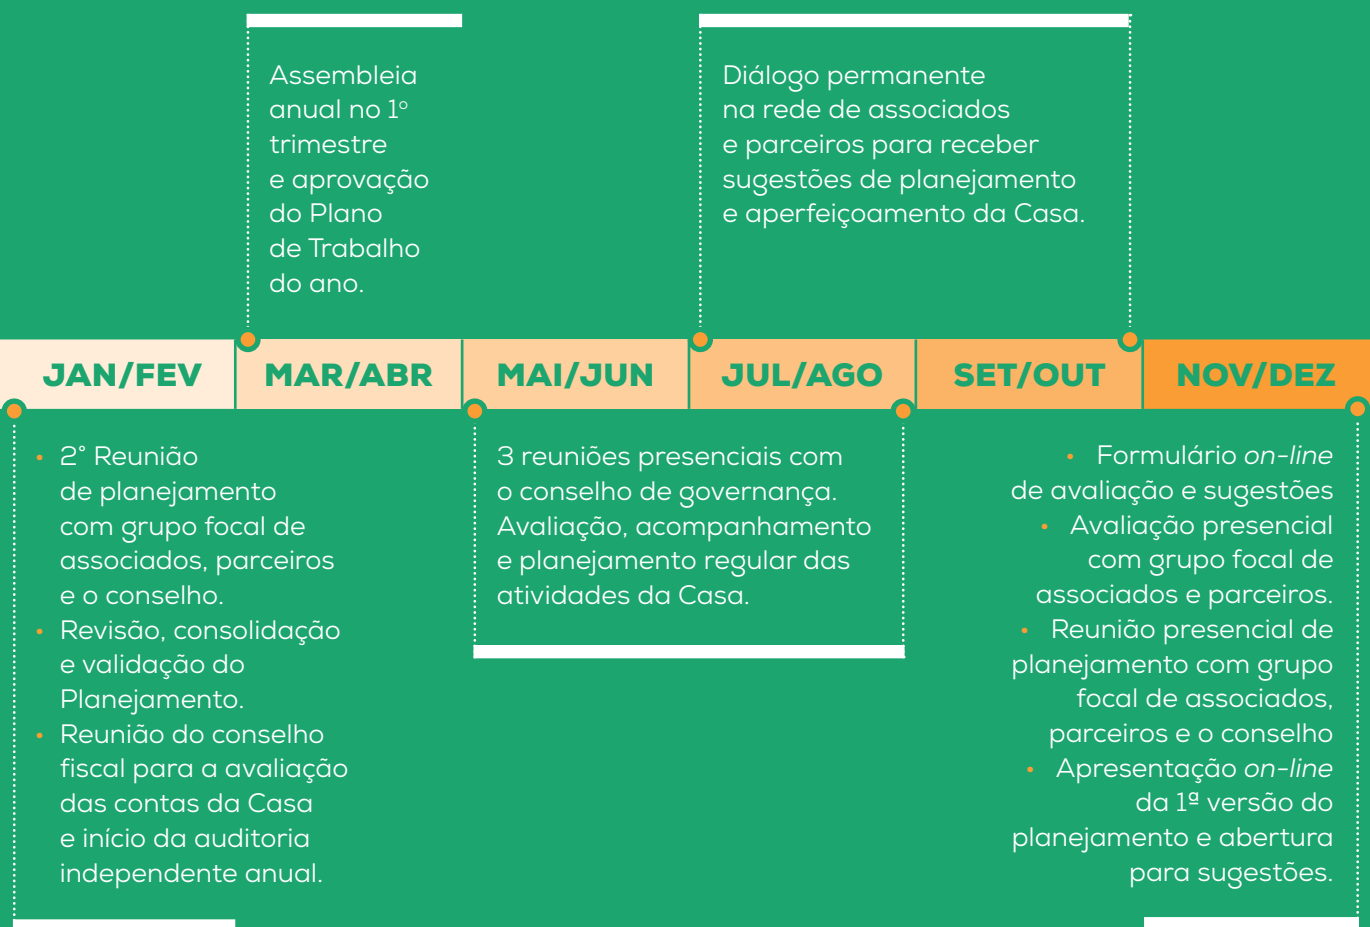 Assembleia
anual no 1º
trimestre
e aprovação
do Plano
de Trabalho
do ano.
Diálogo permanente
na rede de associados
e parceiros para receber
sugestões de planejamento
e aperfeiçoamento da Casa.
JAN/FEV
MAR/ABR
MAI/JUN
JUL/AGO
SET/OUT
NOV/DEZ
• 2° Reunião
de planejamento
com grupo focal de
associados, parceiros
e o conselho.
• Revisão, consolidação
e validação do
Planejamento.
• Reunião do conselho
fiscal para a avaliação
das contas da Casa
e início da auditoria
independente anual.
3 reuniões presenciais com
o conselho de governança.
Avaliação, acompanhamento
e planejamento regular das
atividades da Casa.
• Formulário on-line
de avaliação e sugestões
• Avaliação presencial
com grupo focal de
associados e parceiros.
• Reunião presencial de
planejamento com grupo
focal de associados,
parceiros e o conselho
• Apresentação on-line
da 1ª versão do
planejamento e abertura
para sugestões.